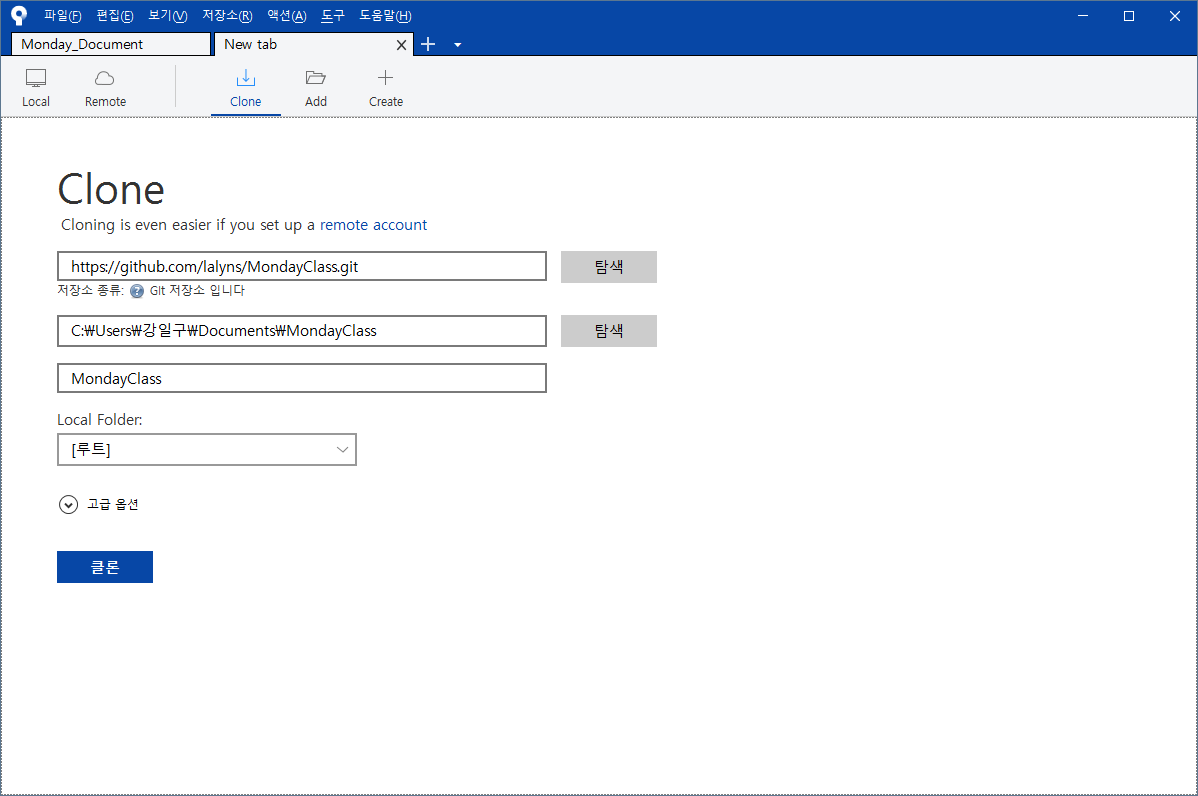 파일(F) 편집(E) 보기(V) 저장소(R) 액션(A) 도구 도움말(H)
Monday_Document New tab
Local Remote Clone Add Create
Clone
Cloning is even easier if you set up a remote account
https://github.com/lalyns/MondayClass.git 탐색
저장소 종류: ? Git 저장소 입니다
C:₩Users₩강일구₩Documents₩MondayClass 탐색
MondayClass
Local Folder:
[루트]
고급 옵션
클론